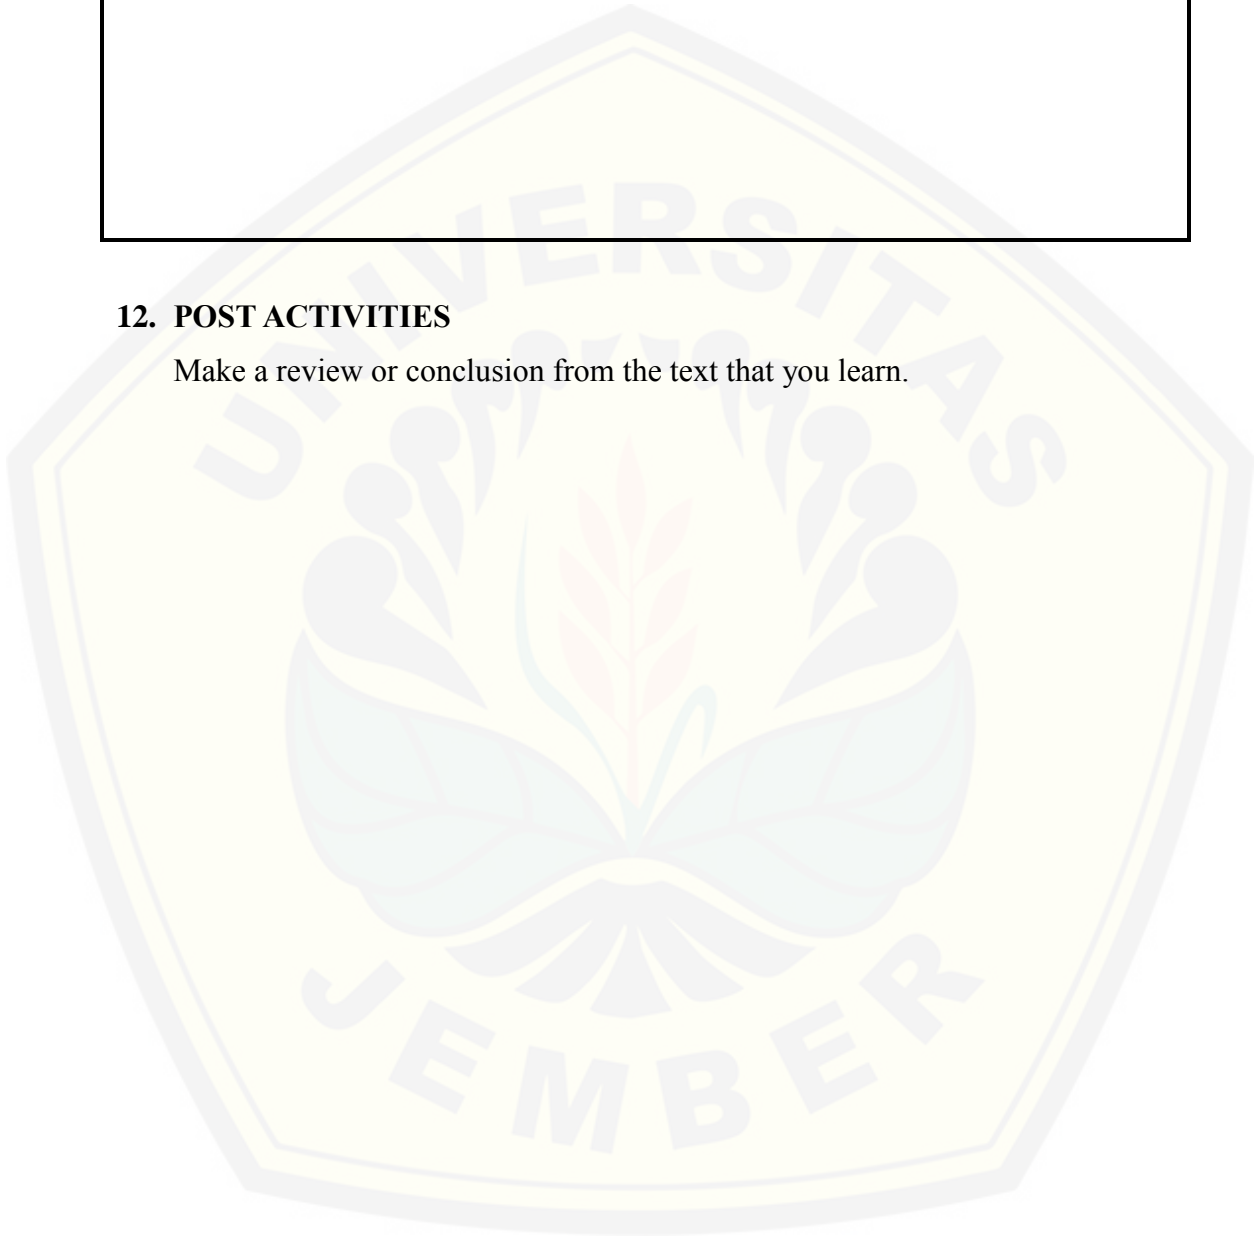 12. POST ACTIVITIES
Make a review or conclusion from the text that you learn.
UNIVERSITAS
JEMBER